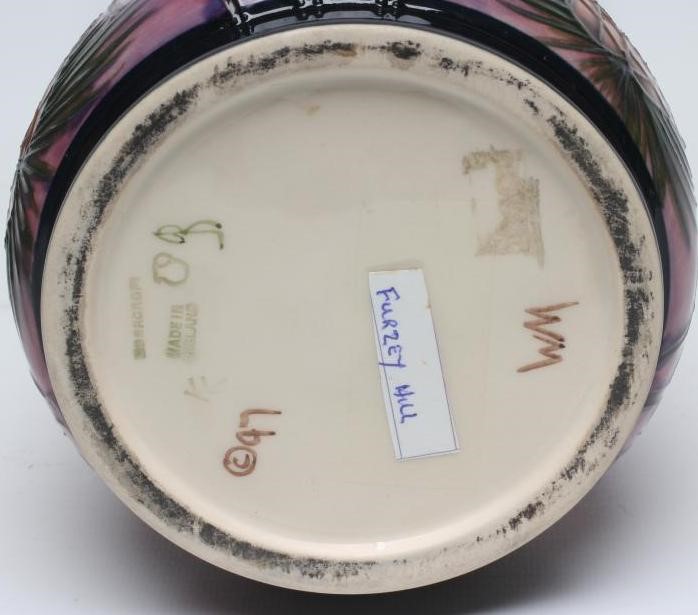 MOORCROFT
MADE IN
ENGLAND
© 97
FURZEY HILL
WM